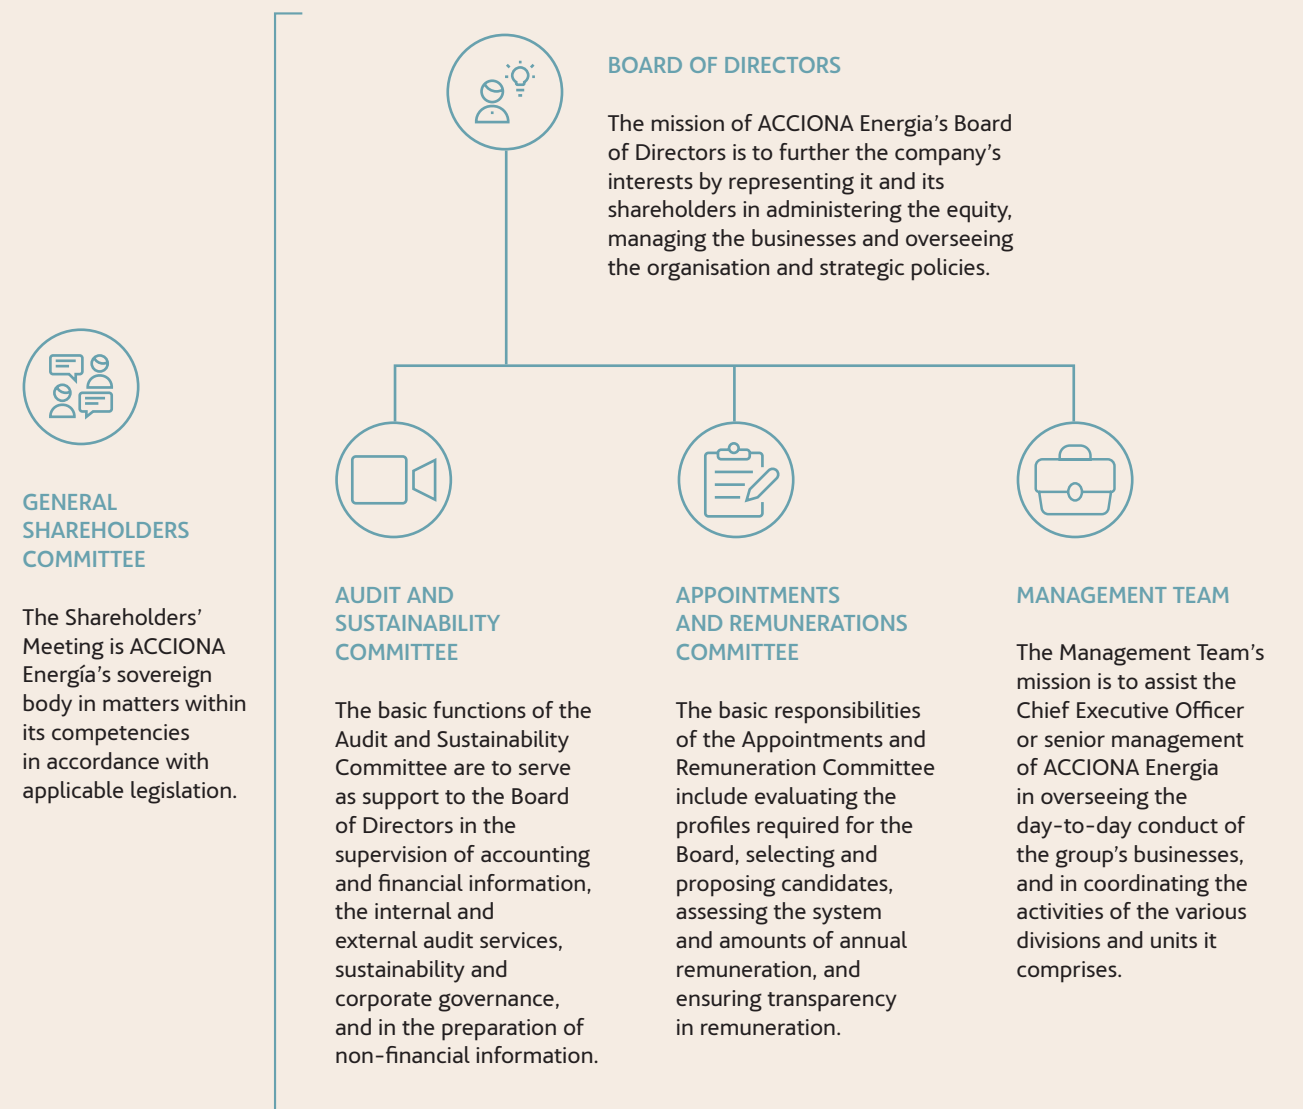 BOARD OF DIRECTORS
The mission of ACCIONA Energia’s Board
of Directors is to further the company’s
interests by representing it and its
shareholders in administering the equity,
managing the businesses and overseeing
the organisation and strategic policies.
GENERAL
SHAREHOLDERS
COMMITTEE
The Shareholders’
Meeting is ACCIONA
Energía’s sovereign
body in matters within
its competencies
in accordance with
applicable legislation.
AUDIT AND
SUSTAINABILITY
COMMITTEE
The basic functions of the
Audit and Sustainability
Committee are to serve
as support to the Board
of Directors in the
supervision of accounting
and financial information,
the internal and
external audit services,
sustainability and
corporate governance,
and in the preparation of
non-financial information.
APPOINTMENTS
AND REMUNERATIONS
COMMITTEE
The basic responsibilities
of the Appointments and
Remuneration Committee
include evaluating the
profiles required for the
Board, selecting and
proposing candidates,
assessing the system
and amounts of annual
remuneration, and
ensuring transparency
in remuneration.
MANAGEMENT TEAM
The Management Team’s
mission is to assist the
Chief Executive Officer
or senior management
of ACCIONA Energia
in overseeing the
day-to-day conduct of
the group’s businesses,
and in coordinating the
activities of the various
divisions and units it
comprises.